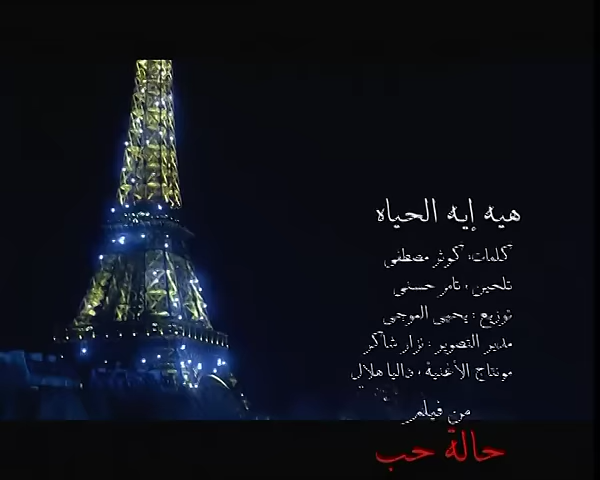 هيه إيه الحياه
كلمات: كوثر مصطفى
تلحين : تامر حسنى
توزيع : يحيى الموجى
مدير التصوير : نزار شاكر
مونتاج الأغنية : داليا هلال
من فيلم
حالة حب